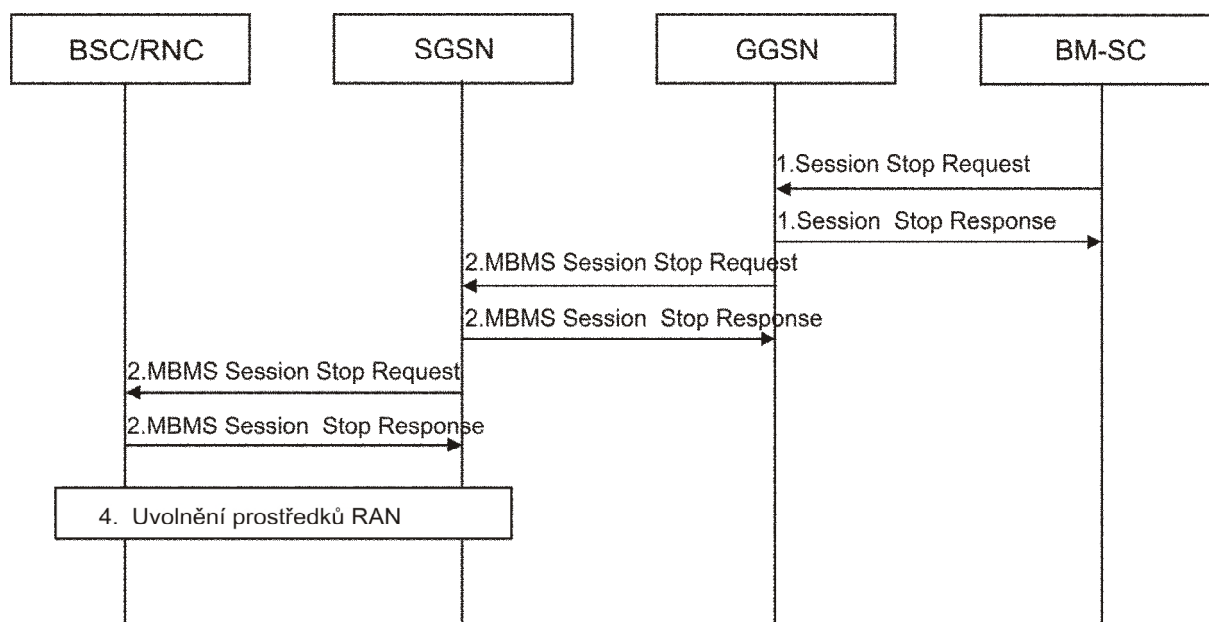 BSC/RNC
SGSN
GGSN
BM-SC
1.Session Stop Request
1.Session Stop Response
2.MBMS Session Stop Request
2.MBMS Session Stop Response
2.MBMS Session Stop Request
2.MBMS Session Stop Response
4. Uvolnění prostředků RAN